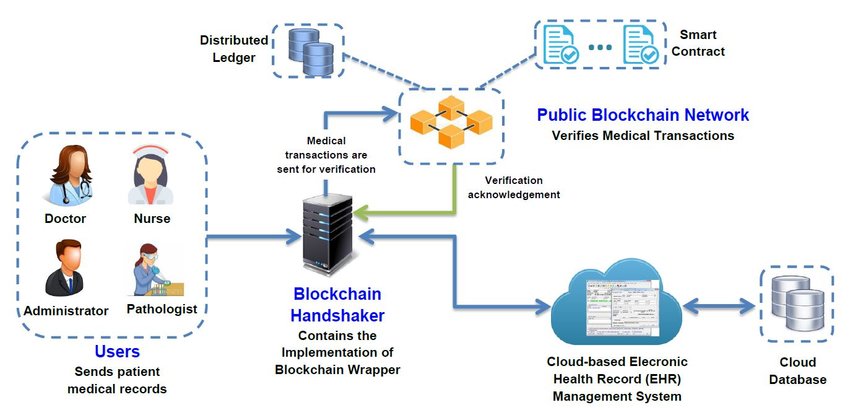 Distributed
Ledger
Smart
Contract
Public Blockchain Network
Verifies Medical Transactions
Medical
transactions are
sent for verification
Verification
acknowledgement
Doctor
Nurse
Administrator
Pathologist
Users
Sends patient
medical records
Blockchain
Handshaker
Contains the
Implementation of
Blockchain Wrapper
Cloud-based Elecronic
Health Record (EHR)
Management System
Cloud
Database